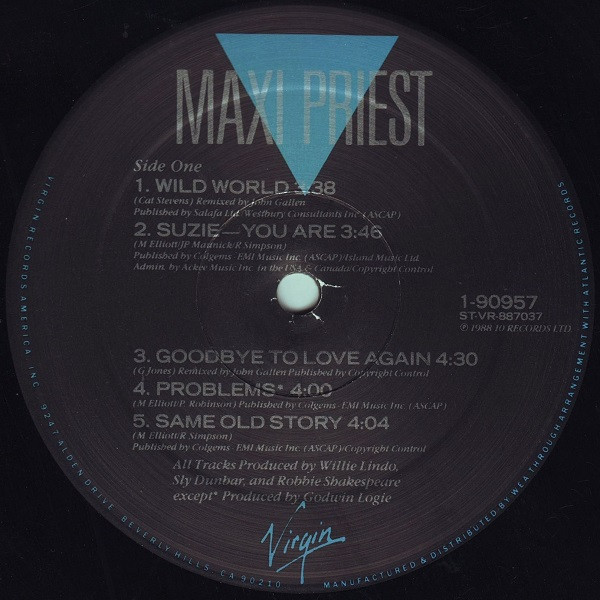 MAXI PRIEST
Side One
1. WILD WORLD 3:38
(Cat Stevens) Remixed by John Gallen
Published by Salafa Ltd. Westbury Consultants Inc (ASCAP)
2. SUZIE—YOU ARE 3:46
(M Elliott/JP Maunick/R Simpson)
Published by Colgems-EMI Music Inc. (ASCAP)/Island Music Ltd
Admin. by Ackee Music Inc. in the USA & Canada/Copyright Control
1-90957
ST-VR-887037
℗ 1988 10 RECORDS LTD.
3. GOODBYE TO LOVE AGAIN 4:30
(G Jones) Remixed by John Gallen Published by Copyright Control
4. PROBLEMS* 4:00
(M Elliott/P. Robinson) Published by Colgems-EMI Music Inc. (ASCAP)
5. SAME OLD STORY 4:04
(M Elliott/R Simpson)
Published by Colgems-EMI Music Inc. (ASCAP)/Copyright Control
All Tracks Produced by Willie Lindo,
Sly Dunbar, and Robbie Shakespeare
except* Produced by Godwin Logie
Virgin
VIRGIN RECORDS AMERICA, INC. 9247 ALDEN DRIVE BEVERLY HILLS, CA 90210
MANUFACTURED & DISTRIBUTED BY WEA THROUGH ARRANGEMENT WITH ATLANTIC RECORDS